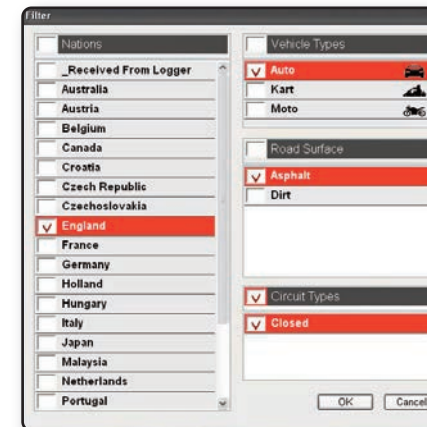 Filter
Nations
_Received From Logger
Australia
Austria
Belgium
Canada
Croatia
Czech Republic
Czechoslovakia
England
France
Germany
Holland
Hungary
Italy
Japan
Malaysia
Netherlands
Portugal
Vehicle Types
Auto
Kart
Moto
Road Surface
Asphalt
Dirt
Circuit Types
Closed
OK
Cancel